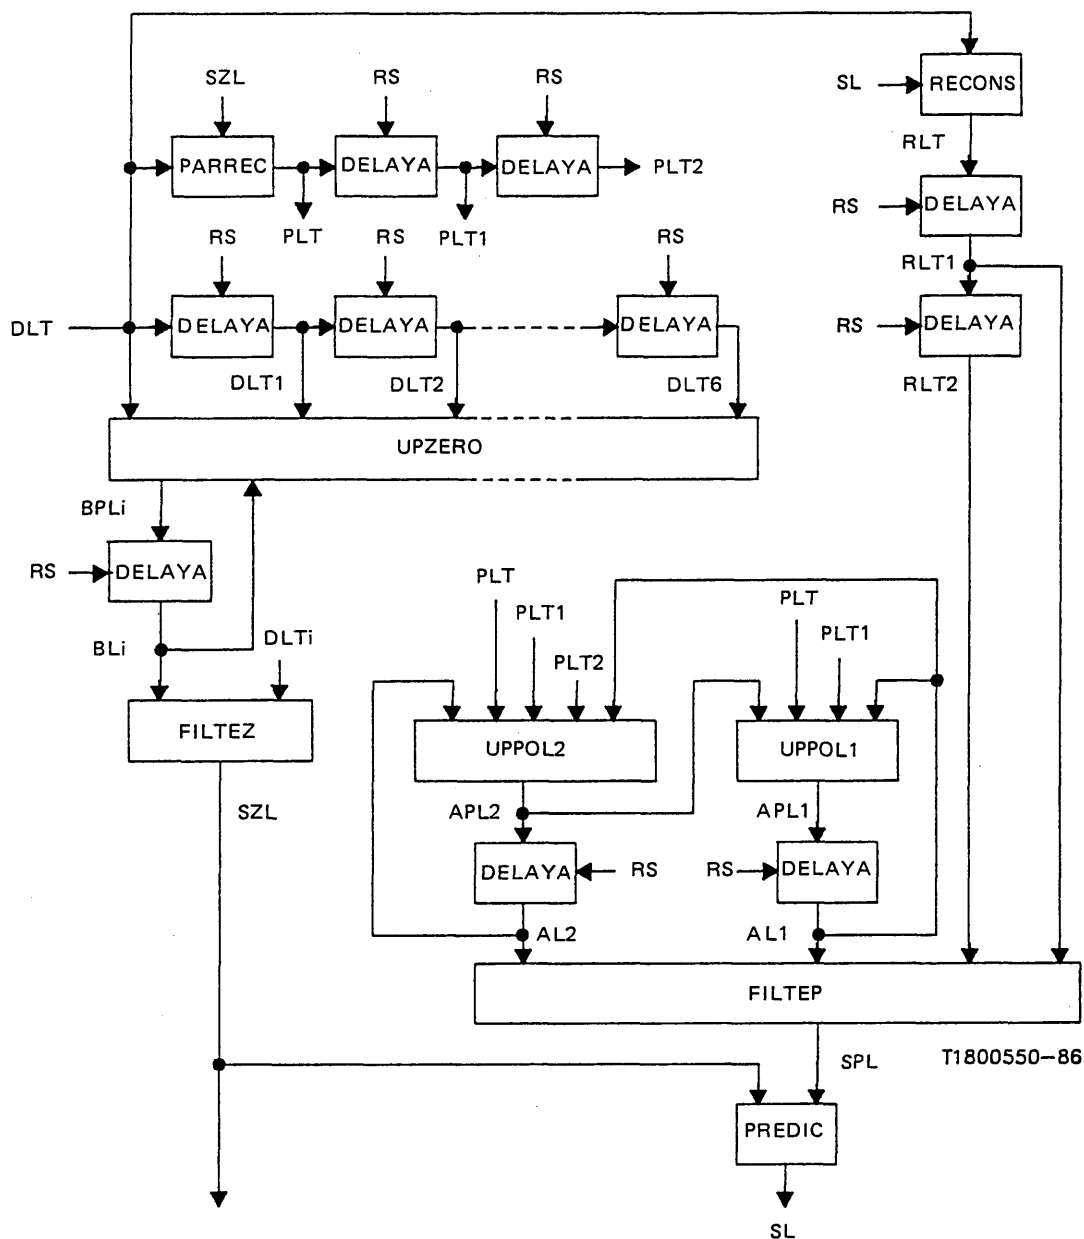 SZL
RS
RS
SL
RECONS
RLT
PARREC
DELAYA
DELAYA
PLT2
RS
DELAYA
PLT
PLT1
RS
RS
RS
RLT1
DLT
DELAYA
DELAYA
DELAYA
RS
DELAYA
DLT1
DLT2
DLT6
RLT2
UPZERO
BPLi
RS
DELAYA
PLT
PLT1
PLT2
PLT
PLT1
BLi
DLTi
FILTEZ
UPPOL2
UPPOL1
SZL
APL2
APL1
DELAYA
RS
RS
DELAYA
AL2
AL1
FILTEP
SPL
T1800550-86
PREDIC
SL